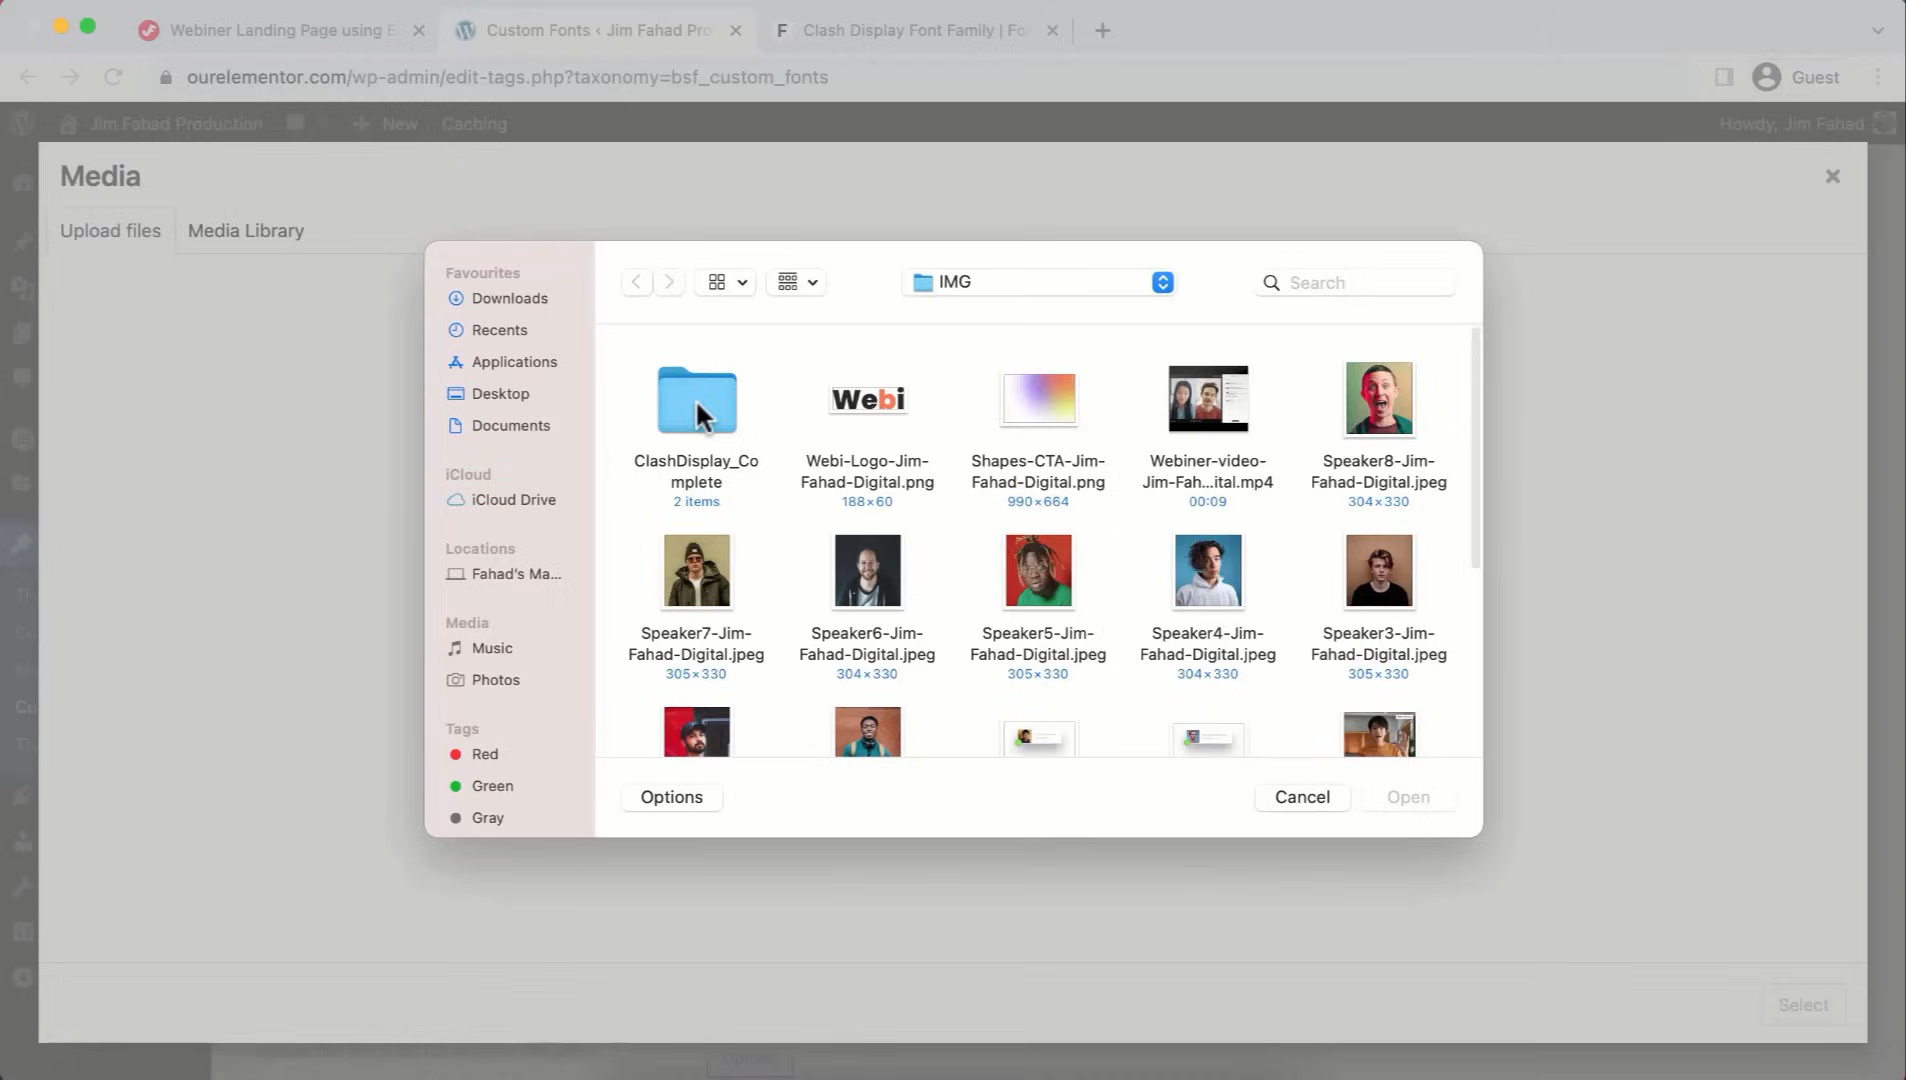 Webiner Landing Page using E
Custom Fonts ‹ Jim Fahad Pro
F Clash Display Font Family | Fo
ourelementor.com/wp-admin/edit-tags.php?taxonomy=bsf_custom_fonts
Guest
Jim Fahad Production
New
Caching
Howdy, Jim Fahad
Media
Upload files
Media Library
Favourites
Downloads
Recents
Applications
Desktop
Documents
iCloud
iCloud Drive
Locations
Fahad's Ma...
Media
Music
Photos
Tags
Red
Green
Gray
IMG
Search
ClashDisplay_Co
mplete
2 items
Webi
Webi-Logo-Jim-
Fahad-Digital.png
188×60
Shapes-CTA-Jim-
Fahad-Digital.png
990×664
Webiner-video-
Jim-Fah...ital.mp4
00:09
Speaker8-Jim-
Fahad-Digital.jpeg
304×330
Speaker7-Jim-
Fahad-Digital.jpeg
305×330
Speaker6-Jim-
Fahad-Digital.jpeg
304×330
Speaker5-Jim-
Fahad-Digital.jpeg
305×330
Speaker4-Jim-
Fahad-Digital.jpeg
304×330
Speaker3-Jim-
Fahad-Digital.jpeg
305×330
Options
Cancel
Open
Select